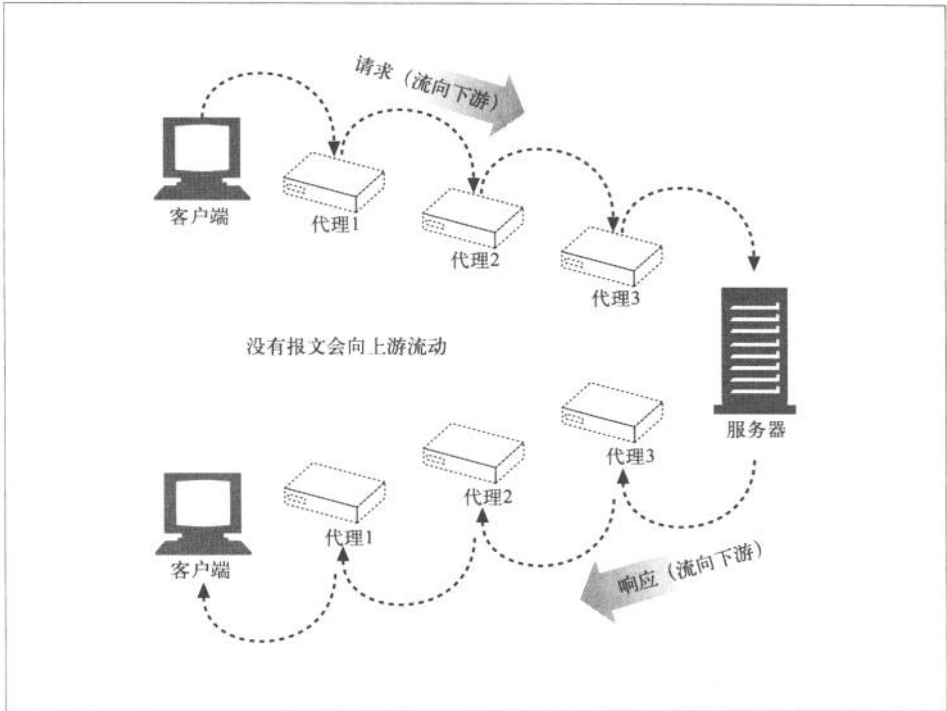 请求（流向下游）
客户端
代理1
代理2
代理3
没有报文会向上游流动
服务器
代理3
代理2
代理1
客户端
响应（流向下游）